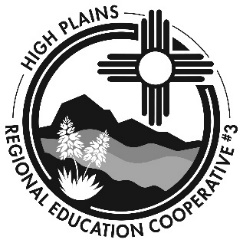 HIGH PLAINS
REGIONAL EDUCATION COOPERATIVE #3